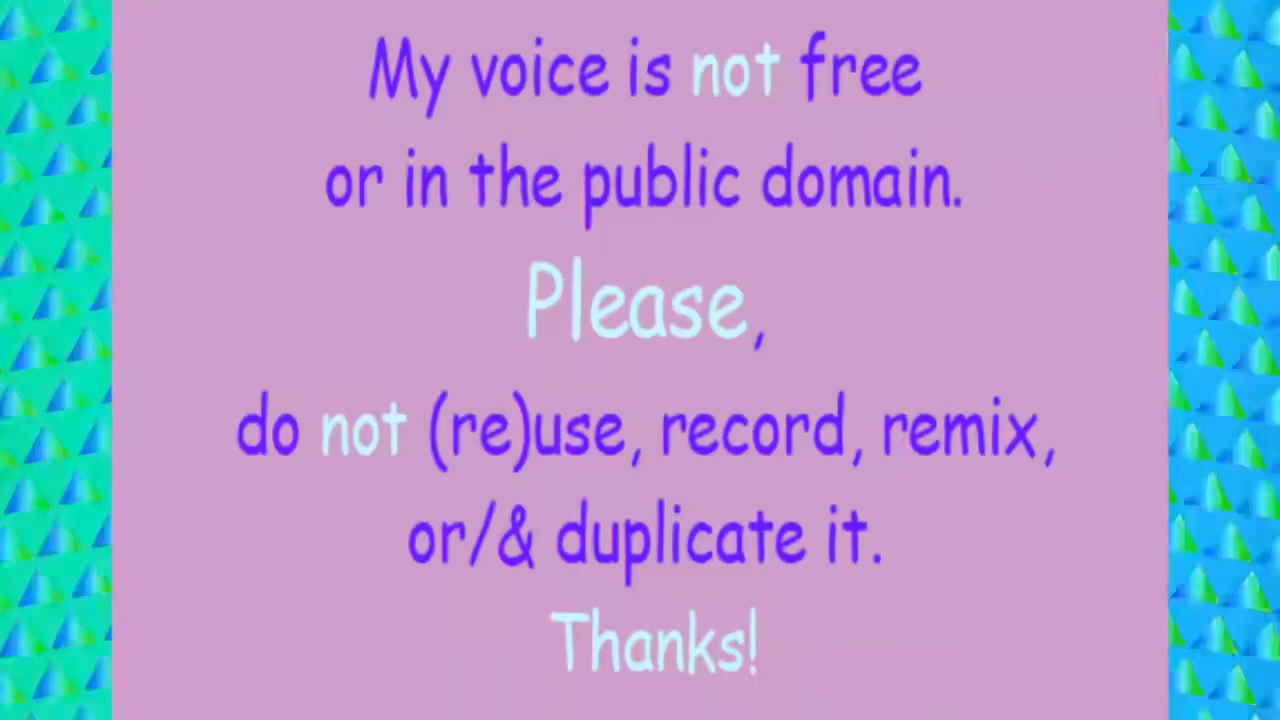 My voice is not free
or in the public domain.
Please,
do not (re)use, record, remix,
or/& duplicate it.
Thanks!